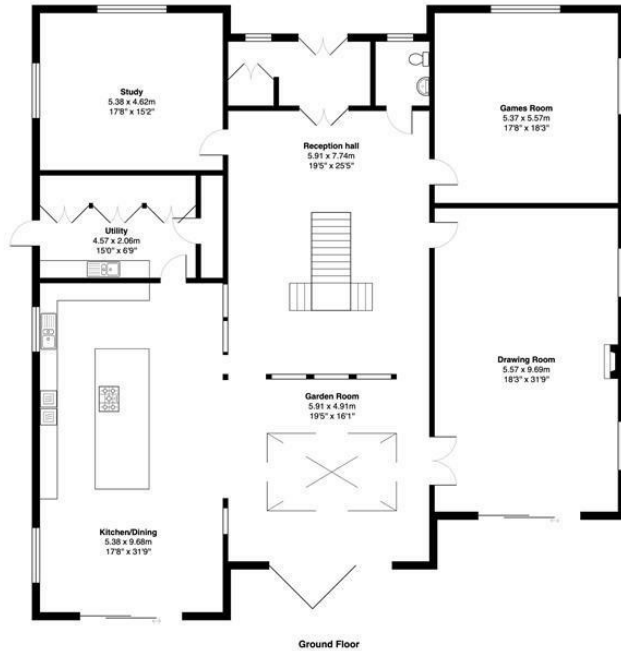 Study
5.38 x 4.62m
17'8" x 15'2"
Reception hall
5.91 x 7.74m
19'5" x 25'5"
Games Room
5.37 x 5.57m
17'8" x 18'3"
Utility
4.57 x 2.06m
15'0" x 6'9"
Drawing Room
5.57 x 9.69m
18'3" x 31'9"
Garden Room
5.91 x 4.91m
19'5" x 16'1"
Kitchen/Dining
5.38 x 9.68m
17'8" x 31'9"
Ground Floor